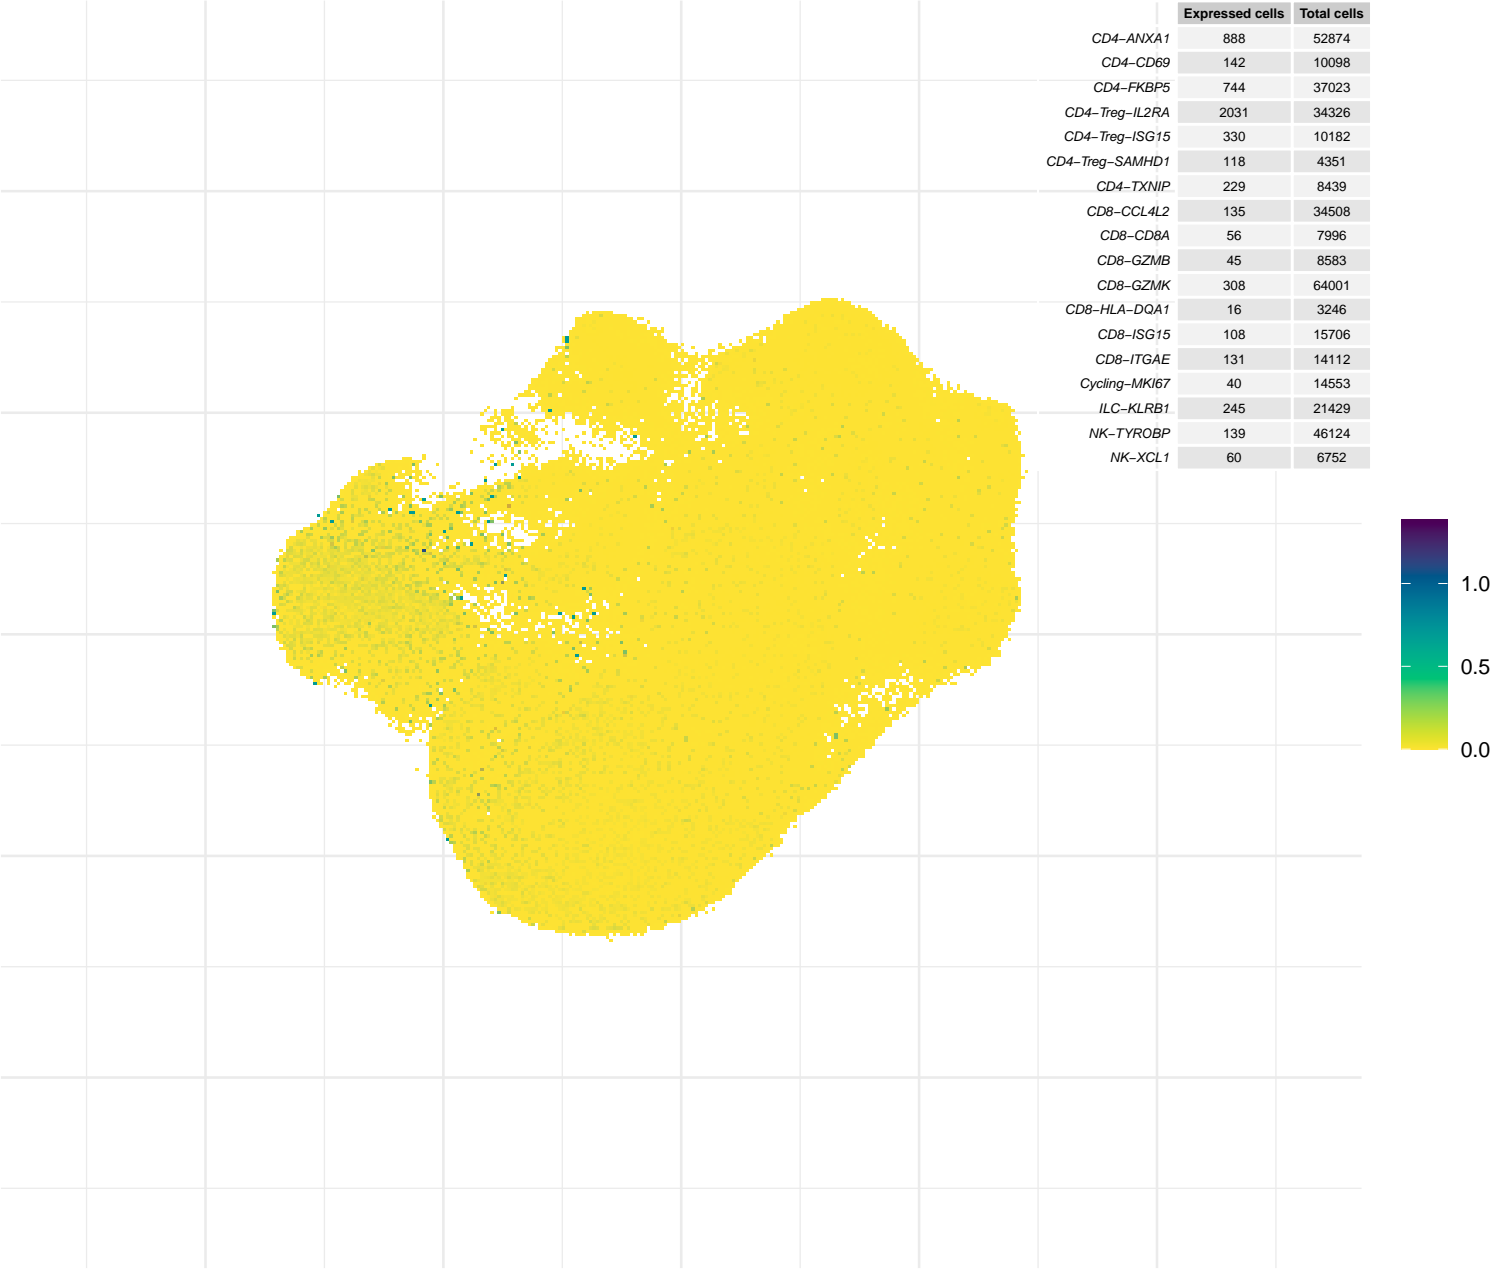 Expressed cells Total cells
CD4−ANXA1 888 52874
CD4−CD69 142 10098
CD4−FKBP5 744 37023
CD4−Treg−IL2RA 2031 34326
CD4−Treg−ISG15 330 10182
CD4−Treg−SAMHD1 118 4351
CD4−TXNIP 229 8439
CD8−CCL4L2 135 34508
CD8−CD8A 56 7996
CD8−GZMB 45 8583
CD8−GZMK 308 64001
CD8−HLA−DQA1 16 3246
CD8−ISG15 108 15706
CD8−ITGAE 131 14112
Cycling−MKI67 40 14553
ILC−KLRB1 245 21429
NK−TYROBP 139 46124
NK−XCL1 60 6752
1.0
0.5
0.0